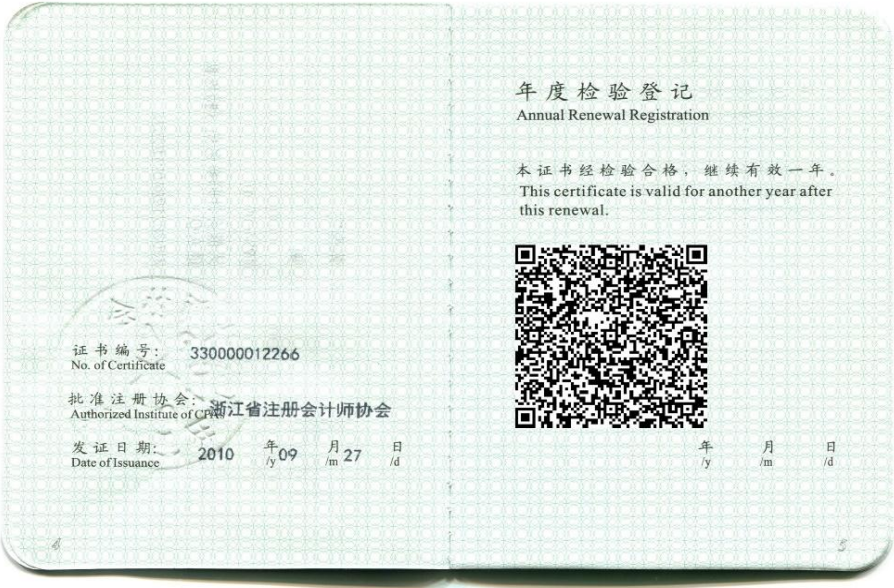 证书编号: 330000012266
No. of Certificate
批准注册协会: 浙江省注册会计师协会
Authorized Institute of CPAs
发证日期: 2010 年 09 月 27 日
Date of Issuance /y /m /d
4
年度检验登记
Annual Renewal Registration
本证书经检验合格，继续有效一年。
This certificate is valid for another year after
this renewal.
年 月 日
/y /m /d
5